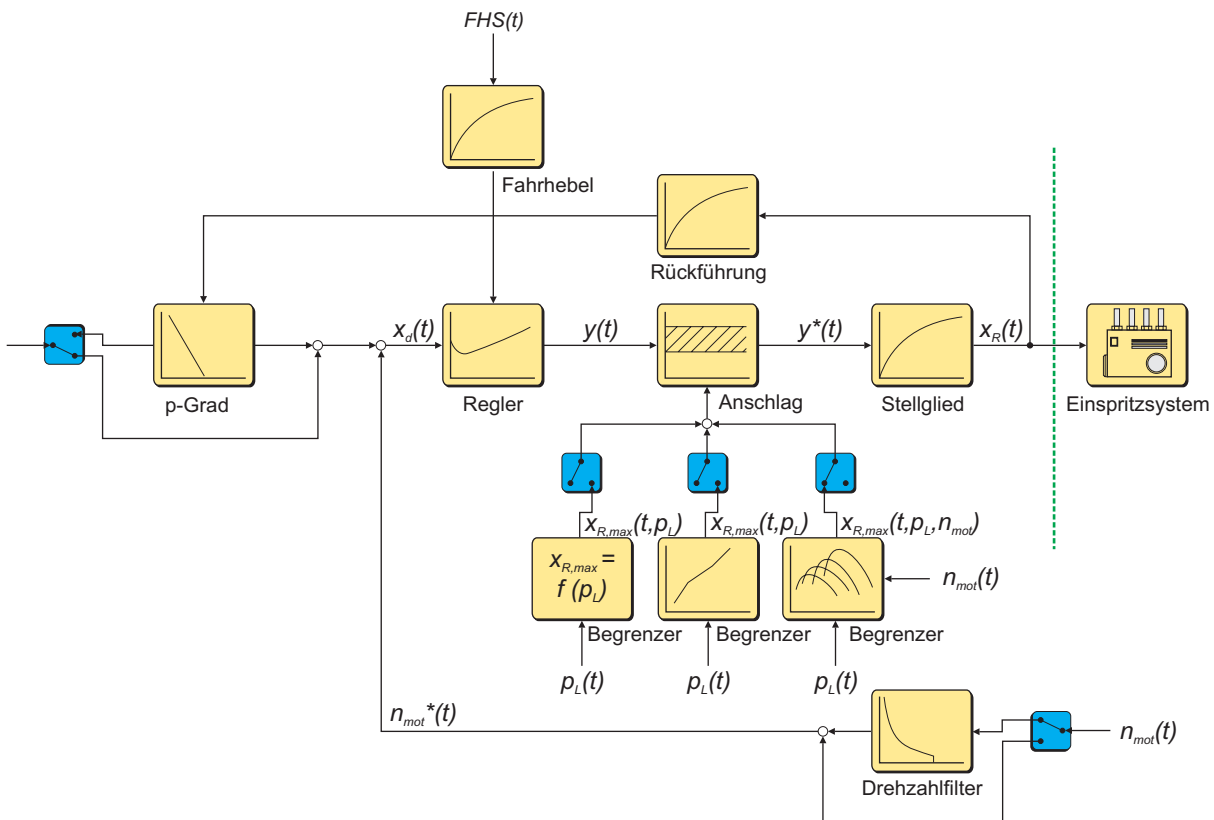 FHS(t)
Fahrhebel
Rückführung
x_d(t)
y(t)
y*(t)
x_R(t)
p-Grad
Regler
Anschlag
Stellglied
Einspritzsystem
x_R,max(t,p_L)
x_R,max(t,p_L)
x_R,max(t,p_L,n_mot)
x_R,max =
f (p_L)
n_mot(t)
Begrenzer
Begrenzer
Begrenzer
p_L(t)
p_L(t)
p_L(t)
n_mot*(t)
n_mot(t)
Drehzahlfilter